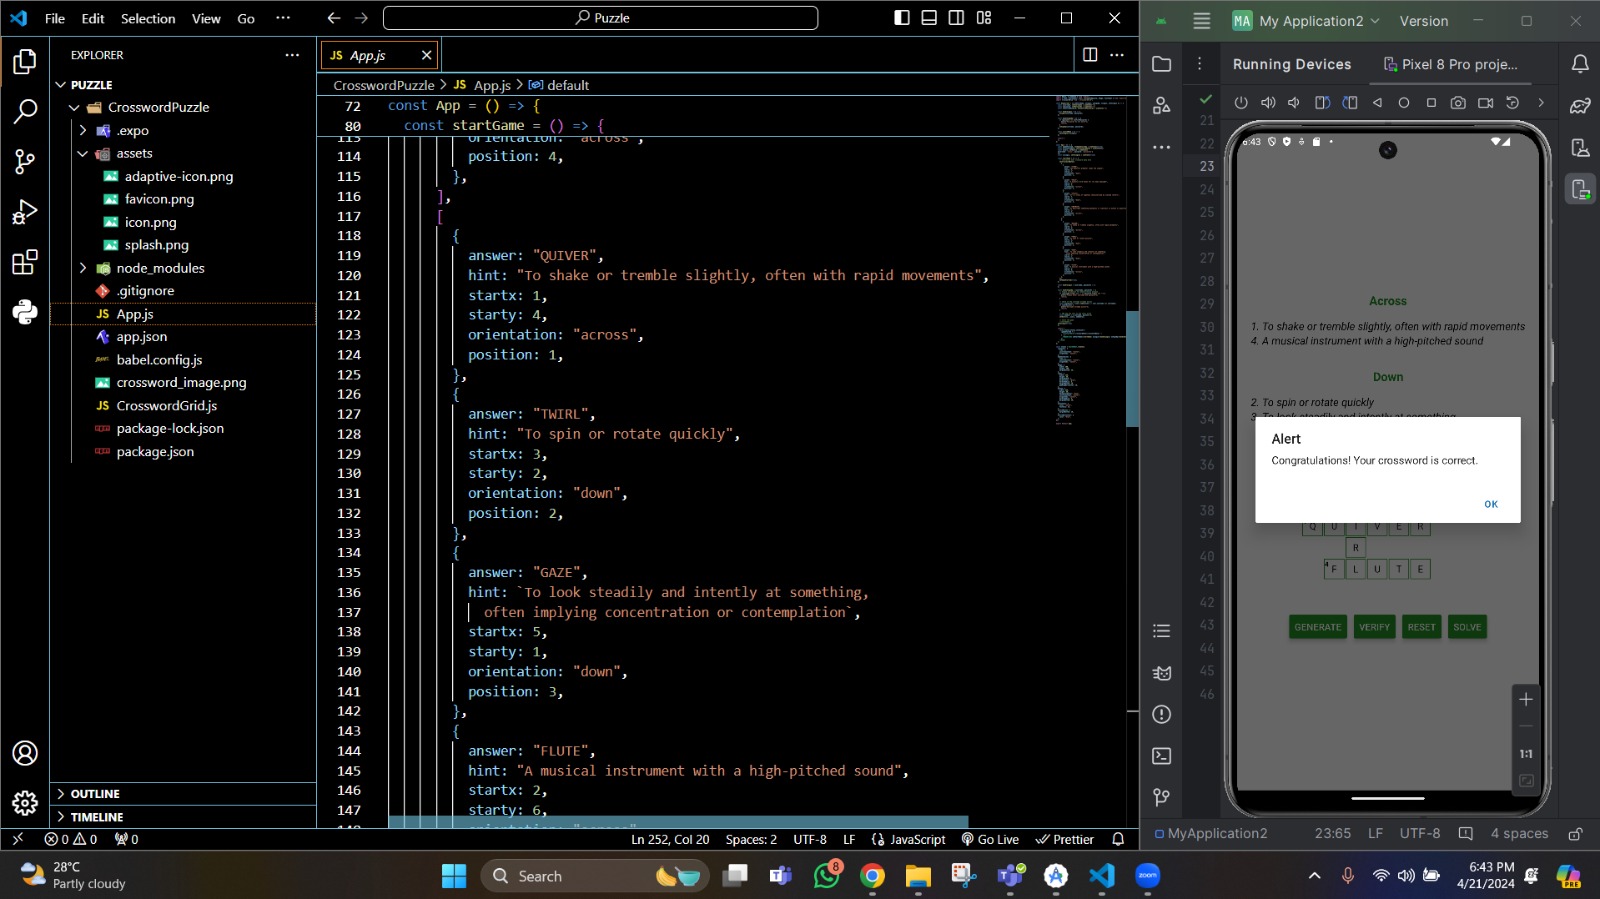 File Edit Selection View Go ··· Puzzle
EXPLORER
PUZZLE
CrosswordPuzzle
.expo
assets
adaptive-icon.png
favicon.png
icon.png
splash.png
node_modules
.gitignore
JS App.js
app.json
babel.config.js
crossword_image.png
JS CrosswordGrid.js
package-lock.json
package.json
OUTLINE
TIMELINE
JS App.js
CrosswordPuzzle > JS App.js > default
72 const App = () => {
80 const startGame = () => {
113 orientation: "across",
114 position: 4,
115 },
116 ],
117 [
118 {
119 answer: "QUIVER",
120 hint: "To shake or tremble slightly, often with rapid movements",
121 startx: 1,
122 starty: 4,
123 orientation: "across",
124 position: 1,
125 },
126 {
127 answer: "TWIRL",
128 hint: "To spin or rotate quickly",
129 startx: 3,
130 starty: 2,
131 orientation: "down",
132 position: 2,
133 },
134 {
135 answer: "GAZE",
136 hint: `To look steadily and intently at something,
137 often implying concentration or contemplation`,
138 startx: 5,
139 starty: 1,
140 orientation: "down",
141 position: 3,
142 },
143 {
144 answer: "FLUTE",
145 hint: "A musical instrument with a high-pitched sound",
146 startx: 2,
147 starty: 6,
148 orientation: "across"
0 0 0 Ln 252, Col 20 Spaces: 2 UTF-8 LF JavaScript Go Live Prettier
MA My Application2 Version
Running Devices Pixel 8 Pro proje...
21
22
23
24
25
26
27
28
29
30
31
32
33
34
35
36
37
38
39
40
41
42
43
44
45
46
6:43
Across
1. To shake or tremble slightly, often with rapid movements
4. A musical instrument with a high-pitched sound
Down
2. To spin or rotate quickly
3. To look steadily and intently at something,
Alert
Congratulations! Your crossword is correct.
OK
Q U I V E R
R
4 F L U T E
GENERATE VERIFY RESET SOLVE
1:1
MyApplication2 23:65 LF UTF-8 4 spaces
28°C
Partly cloudy
Search
8
zoom
PRE
6:43 PM
4/21/2024